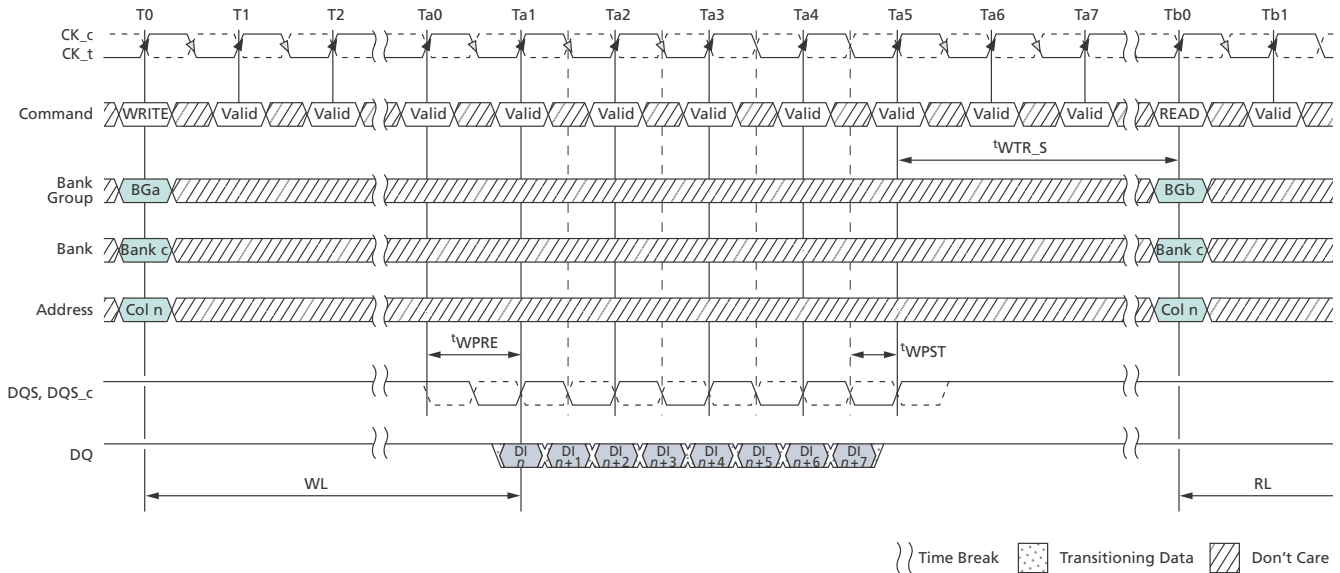 T0 T1 T2 Ta0 Ta1 Ta2 Ta3 Ta4 Ta5 Ta6 Ta7 Tb0 Tb1
CK_c
CK_t
Command WRITE Valid Valid Valid Valid Valid Valid Valid Valid Valid Valid READ Valid
tWTR_S
Bank
Group BGa BGb
Bank Bank c Bank c
Address Col n Col n
tWPRE tWPST
DQS, DQS_c
DQ DI n DI n+1 DI n+2 DI n+3 DI n+4 DI n+5 DI n+6 DI n+7
WL RL
Time Break Transitioning Data Don't Care